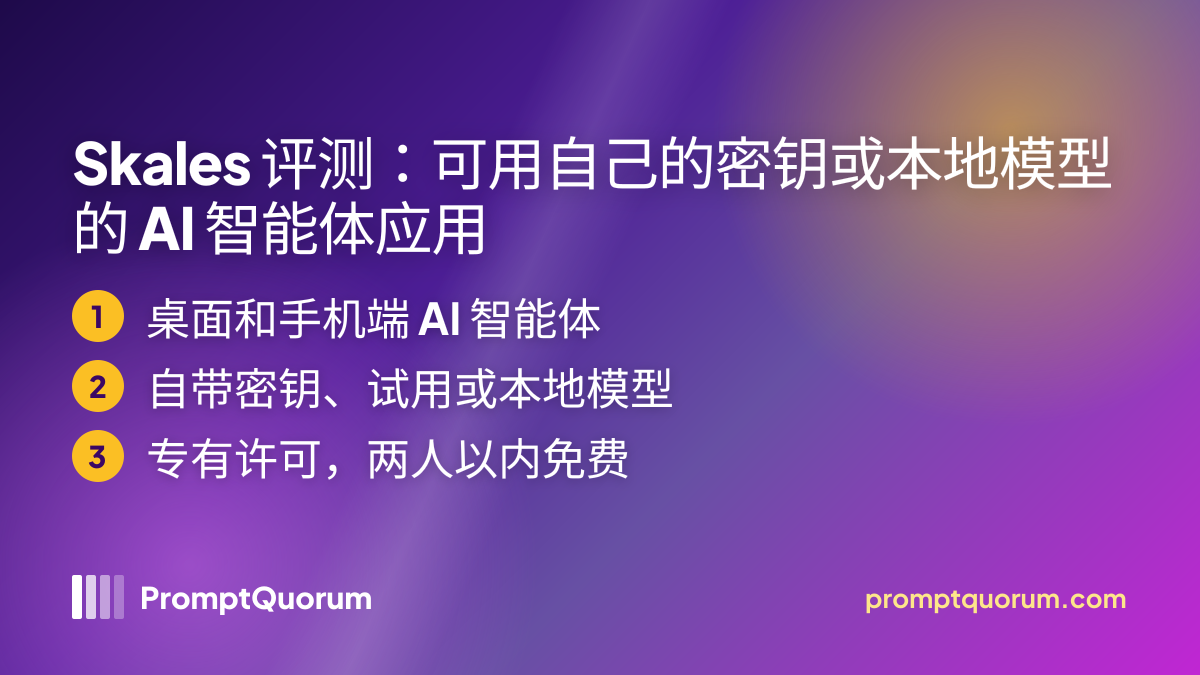 Skales 评测：可用自己的密钥或本地模型
的 AI 智能体应用
1 桌面和手机端 AI 智能体
2 自带密钥、试用或本地模型
3 专有许可，两人以内免费
PromptQuorum
promptquorum.com